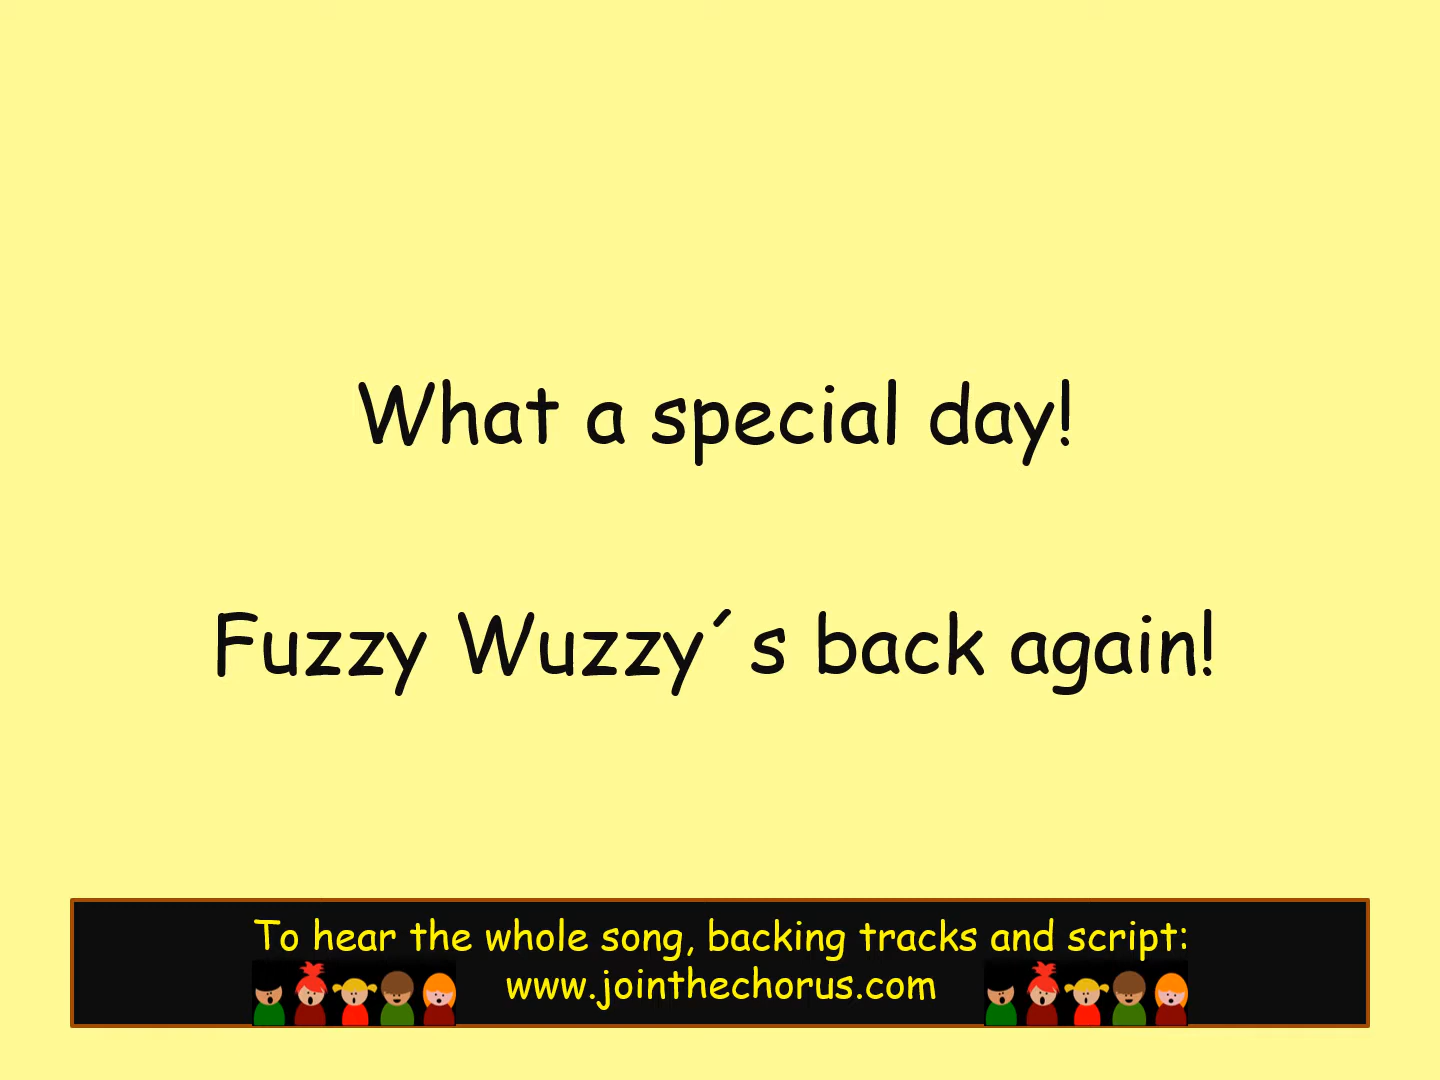 What a special day!
Fuzzy Wuzzy´s back again!
To hear the whole song, backing tracks and script:
www.jointhechorus.com